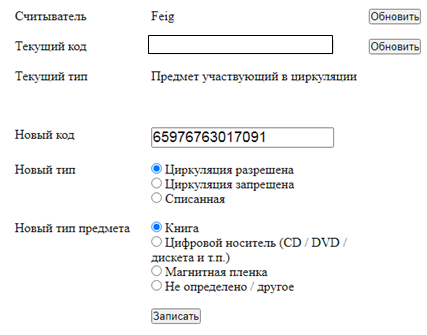 Считыватель Feig Обновить
Текущий код Обновить
Текущий тип Предмет участвующий в циркуляции
Новый код 65976763017091
Новый тип Циркуляция разрешена
Циркуляция запрещена
Списанная
Новый тип предмета Книга
Цифровой носитель (CD / DVD /
дискета и т.п.)
Магнитная пленка
Не определено / другое
Записать